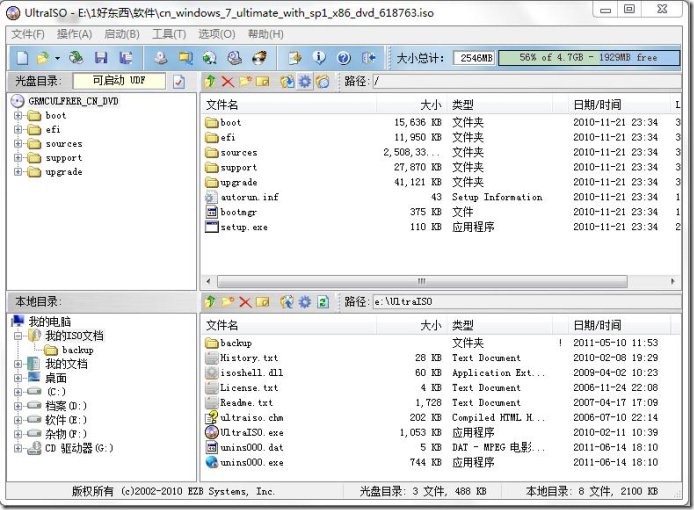 UltraISO - E:\1好东西\软件\cn_windows_7_ultimate_with_sp1_x86_dvd_618763.iso
文件(F) 操作(A) 启动(B) 工具(T) 选项(O) 帮助(H)
大小总计: 2546MB 56% of 4.7GB - 1929MB free
光盘目录: 可启动 UDF 路径: /
GRMCULFRER_CN_DVD
boot
efi
sources
support
upgrade
文件名 大小 类型 日期/时间 L
boot 15,636 KB 文件夹 2010-11-21 23:34 3
efi 11,950 KB 文件夹 2010-11-21 23:34 3
sources 2,508,33... 文件夹 2010-11-21 23:34 3
support 27,870 KB 文件夹 2010-11-21 23:34 3
upgrade 41,121 KB 文件夹 2010-11-21 23:34 3
autorun.inf 43 Setup Information 2010-11-21 23:34 1
bootmgr 375 KB 文件 2010-11-21 23:34 1
setup.exe 110 KB 应用程序 2010-11-21 23:34 2
本地目录: 路径: e:\UltraISO
我的电脑
我的ISO文档
backup
我的文档
桌面
(C:)
档案(D:)
软件(E:)
杂物(F:)
CD 驱动器(G:)
文件名 大小 类型 日期/时间
backup 文件夹 ! 2011-05-10 11:53
History.txt 28 KB Text Document 2010-02-08 19:29
isoshell.dll 60 KB Application Ext... 2009-04-02 10:23
License.txt 4 KB Text Document 2006-11-24 22:08
Readme.txt 1,728 Text Document 2007-04-17 17:09
ultraiso.chm 202 KB Compiled HTML H... 2006-07-10 22:14
UltraISO.exe 1,053 KB 应用程序 2010-02-11 10:39
unins000.dat 5 KB DAT - MPEG 电影... 2011-06-14 18:10
unins000.exe 744 KB 应用程序 2011-06-14 18:10
版权所有 (c)2002-2010 EZB Systems, Inc. 光盘目录: 3 文件, 488 KB 本地目录: 8 文件, 2100 KB